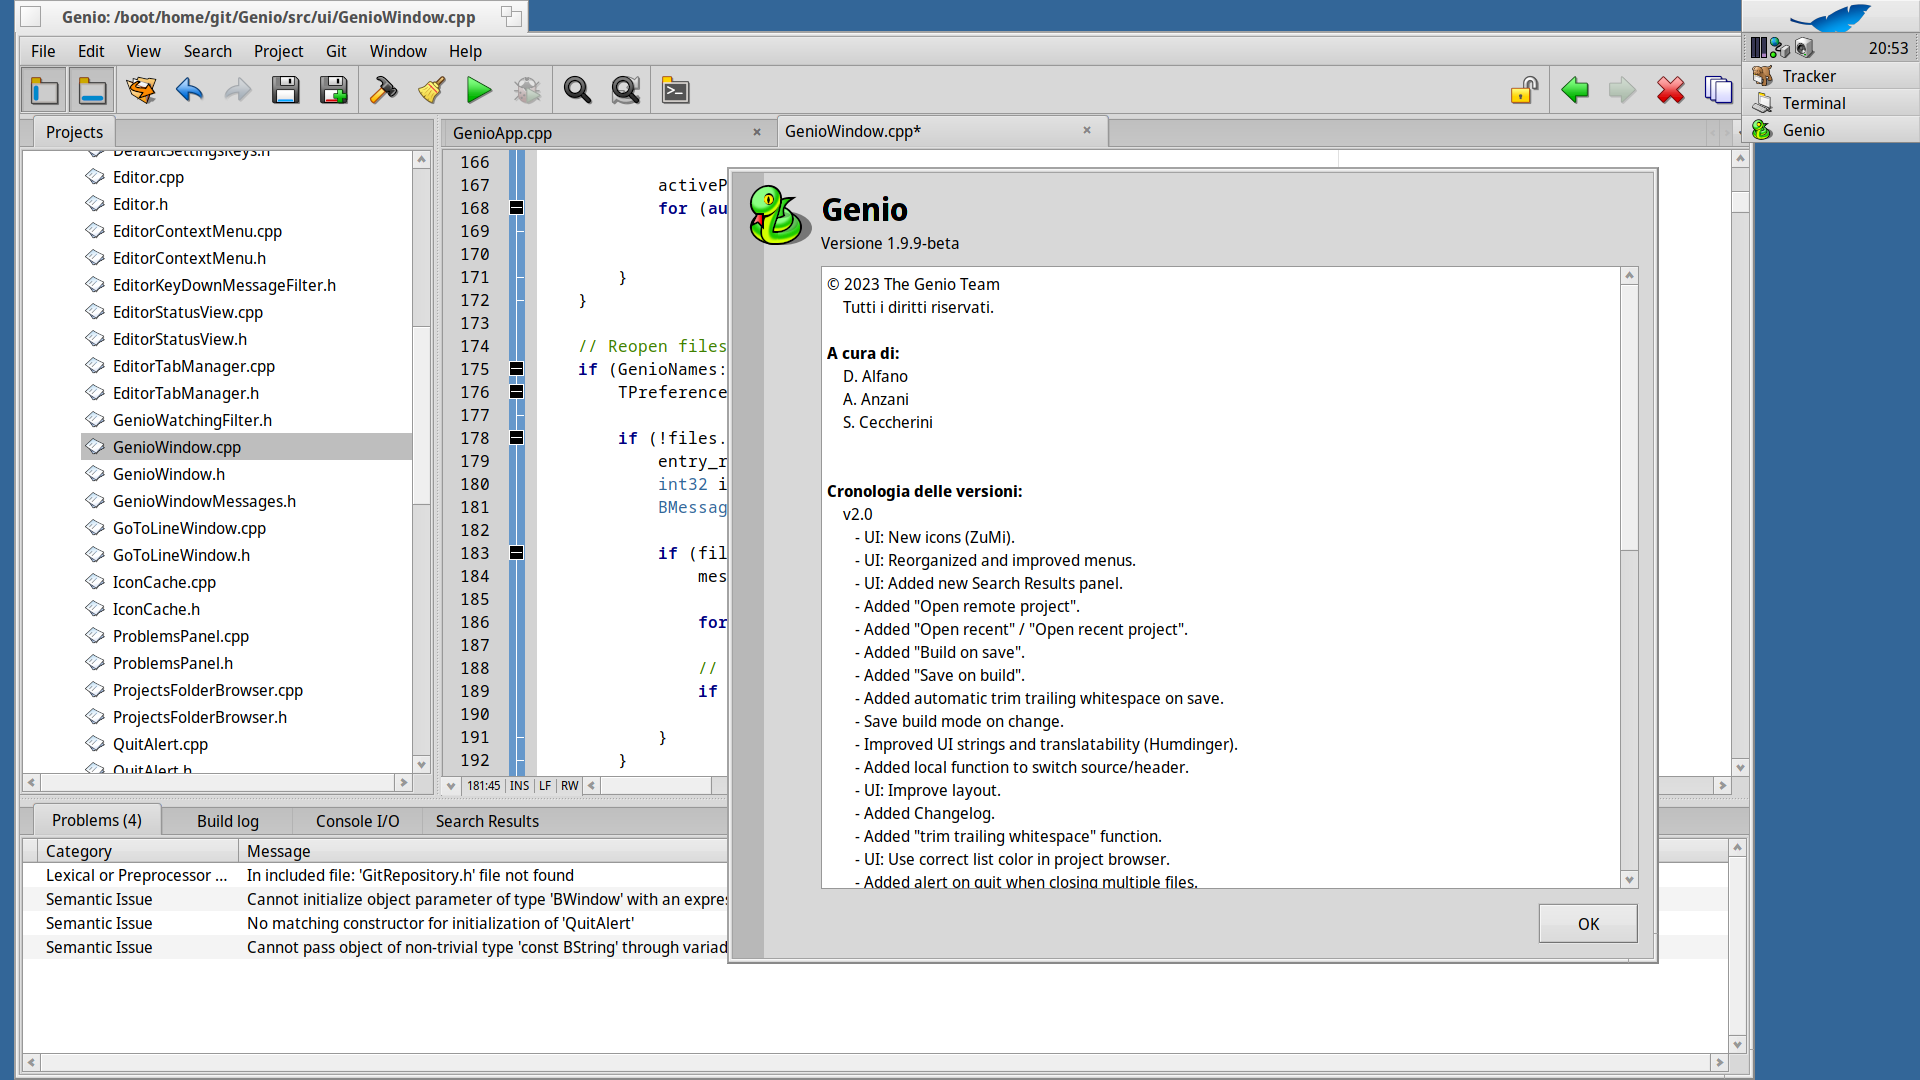 Genio: /boot/home/git/Genio/src/ui/GenioWindow.cpp
File Edit View Search Project Git Window Help
20:53
Tracker
Terminal
Genio
Projects
DefaultSettingsKeys.h
Editor.cpp
Editor.h
EditorContextMenu.cpp
EditorContextMenu.h
EditorKeyDownMessageFilter.h
EditorStatusView.cpp
EditorStatusView.h
EditorTabManager.cpp
EditorTabManager.h
GenioWatchingFilter.h
GenioWindow.cpp
GenioWindow.h
GenioWindowMessages.h
GoToLineWindow.cpp
GoToLineWindow.h
IconCache.cpp
IconCache.h
ProblemsPanel.cpp
ProblemsPanel.h
ProjectsFolderBrowser.cpp
ProjectsFolderBrowser.h
QuitAlert.cpp
QuitAlert.h
GenioApp.cpp
GenioWindow.cpp*
166
167 activeP
168 for (au
169
170
171 }
172 }
173
174 // Reopen files
175 if (GenioNames:
176 TPreference
177
178 if (!files.
179 entry_r
180 int32 i
181 BMessag
182
183 if (fil
184 mes
185
186 for
187
188 //
189 if
190
191 }
192 }
181:45 INS LF RW
Genio
Versione 1.9.9-beta
© 2023 The Genio Team
Tutti i diritti riservati.
A cura di:
D. Alfano
A. Anzani
S. Ceccherini
Cronologia delle versioni:
v2.0
- UI: New icons (ZuMi).
- UI: Reorganized and improved menus.
- UI: Added new Search Results panel.
- Added "Open remote project".
- Added "Open recent" / "Open recent project".
- Added "Build on save".
- Added "Save on build".
- Added automatic trim trailing whitespace on save.
- Save build mode on change.
- Improved UI strings and translatability (Humdinger).
- Added local function to switch source/header.
- UI: Improve layout.
- Added Changelog.
- Added "trim trailing whitespace" function.
- UI: Use correct list color in project browser.
- Added alert on quit when closing multiple files.
OK
Problems (4) Build log Console I/O Search Results
Category Message
Lexical or Preprocessor ... In included file: 'GitRepository.h' file not found
Semantic Issue Cannot initialize object parameter of type 'BWindow' with an expre
Semantic Issue No matching constructor for initialization of 'QuitAlert'
Semantic Issue Cannot pass object of non-trivial type 'const BString' through variad